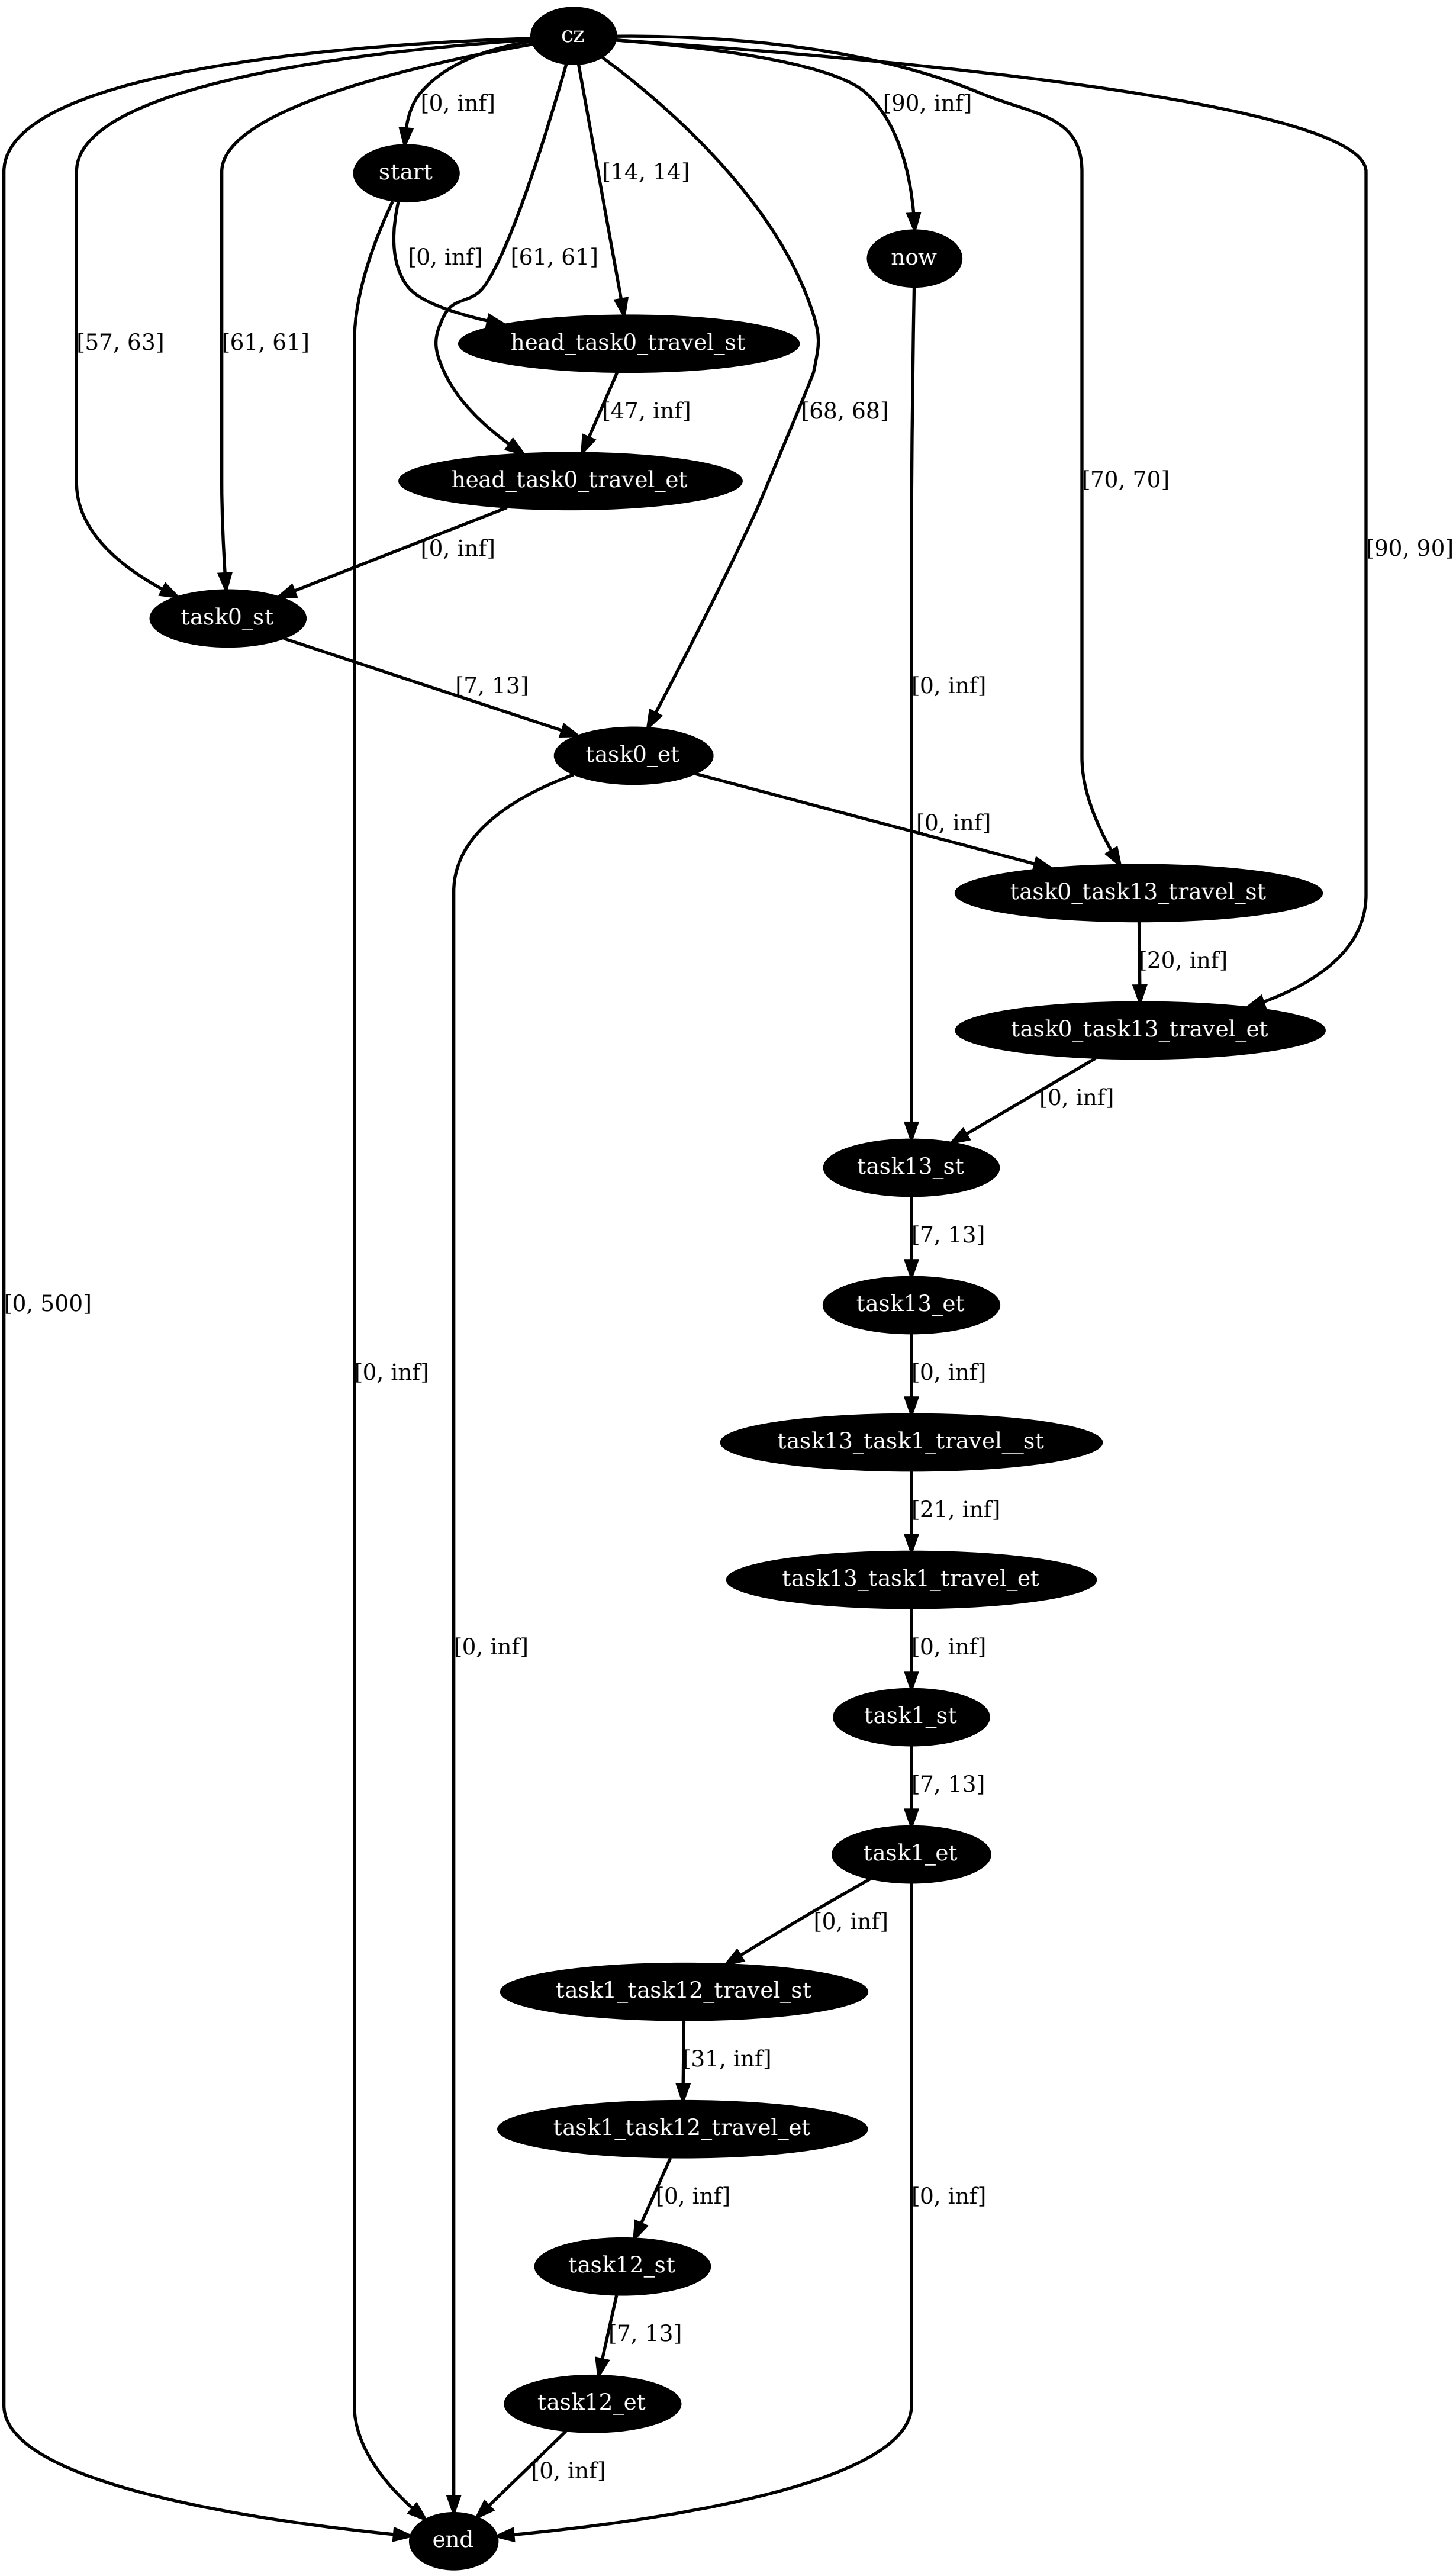 cz
[0, inf]
[90, inf]
start
[14, 14]
[0, inf]
[61, 61]
now
[57, 63]
[61, 61]
head_task0_travel_st
[47, inf]
[68, 68]
head_task0_travel_et
[70, 70]
[0, inf]
[90, 90]
task0_st
[7, 13]
[0, inf]
task0_et
[0, inf]
task0_task13_travel_st
[20, inf]
task0_task13_travel_et
[0, inf]
task13_st
[7, 13]
[0, 500]
task13_et
[0, inf]
[0, inf]
task13_task1_travel__st
[21, inf]
task13_task1_travel_et
[0, inf]
[0, inf]
task1_st
[7, 13]
task1_et
[0, inf]
task1_task12_travel_st
[31, inf]
task1_task12_travel_et
[0, inf]
[0, inf]
task12_st
[7, 13]
task12_et
[0, inf]
end